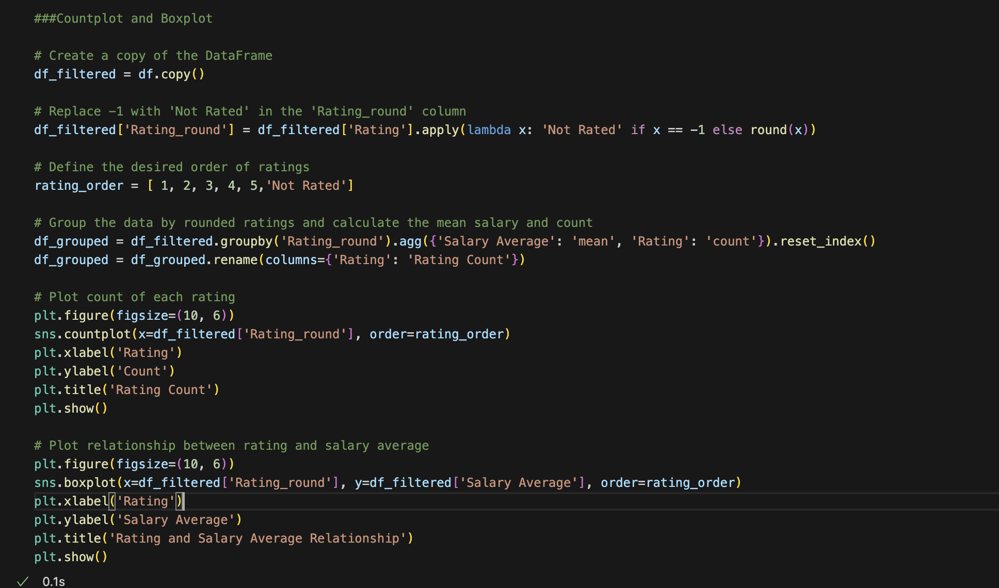 ###Countplot and Boxplot
# Create a copy of the DataFrame
df_filtered = df.copy()
# Replace -1 with 'Not Rated' in the 'Rating_round' column
df_filtered['Rating_round'] = df_filtered['Rating'].apply(lambda x: 'Not Rated' if x == -1 else round(x))
# Define the desired order of ratings
rating_order = [ 1, 2, 3, 4, 5,'Not Rated']
# Group the data by rounded ratings and calculate the mean salary and count
df_grouped = df_filtered.groupby('Rating_round').agg({'Salary Average': 'mean', 'Rating': 'count'}).reset_index()
df_grouped = df_grouped.rename(columns={'Rating': 'Rating Count'})
# Plot count of each rating
plt.figure(figsize=(10, 6))
sns.countplot(x=df_filtered['Rating_round'], order=rating_order)
plt.xlabel('Rating')
plt.ylabel('Count')
plt.title('Rating Count')
plt.show()
# Plot relationship between rating and salary average
plt.figure(figsize=(10, 6))
sns.boxplot(x=df_filtered['Rating_round'], y=df_filtered['Salary Average'], order=rating_order)
plt.xlabel('Rating')
plt.ylabel('Salary Average')
plt.title('Rating and Salary Average Relationship')
plt.show()
0.1s